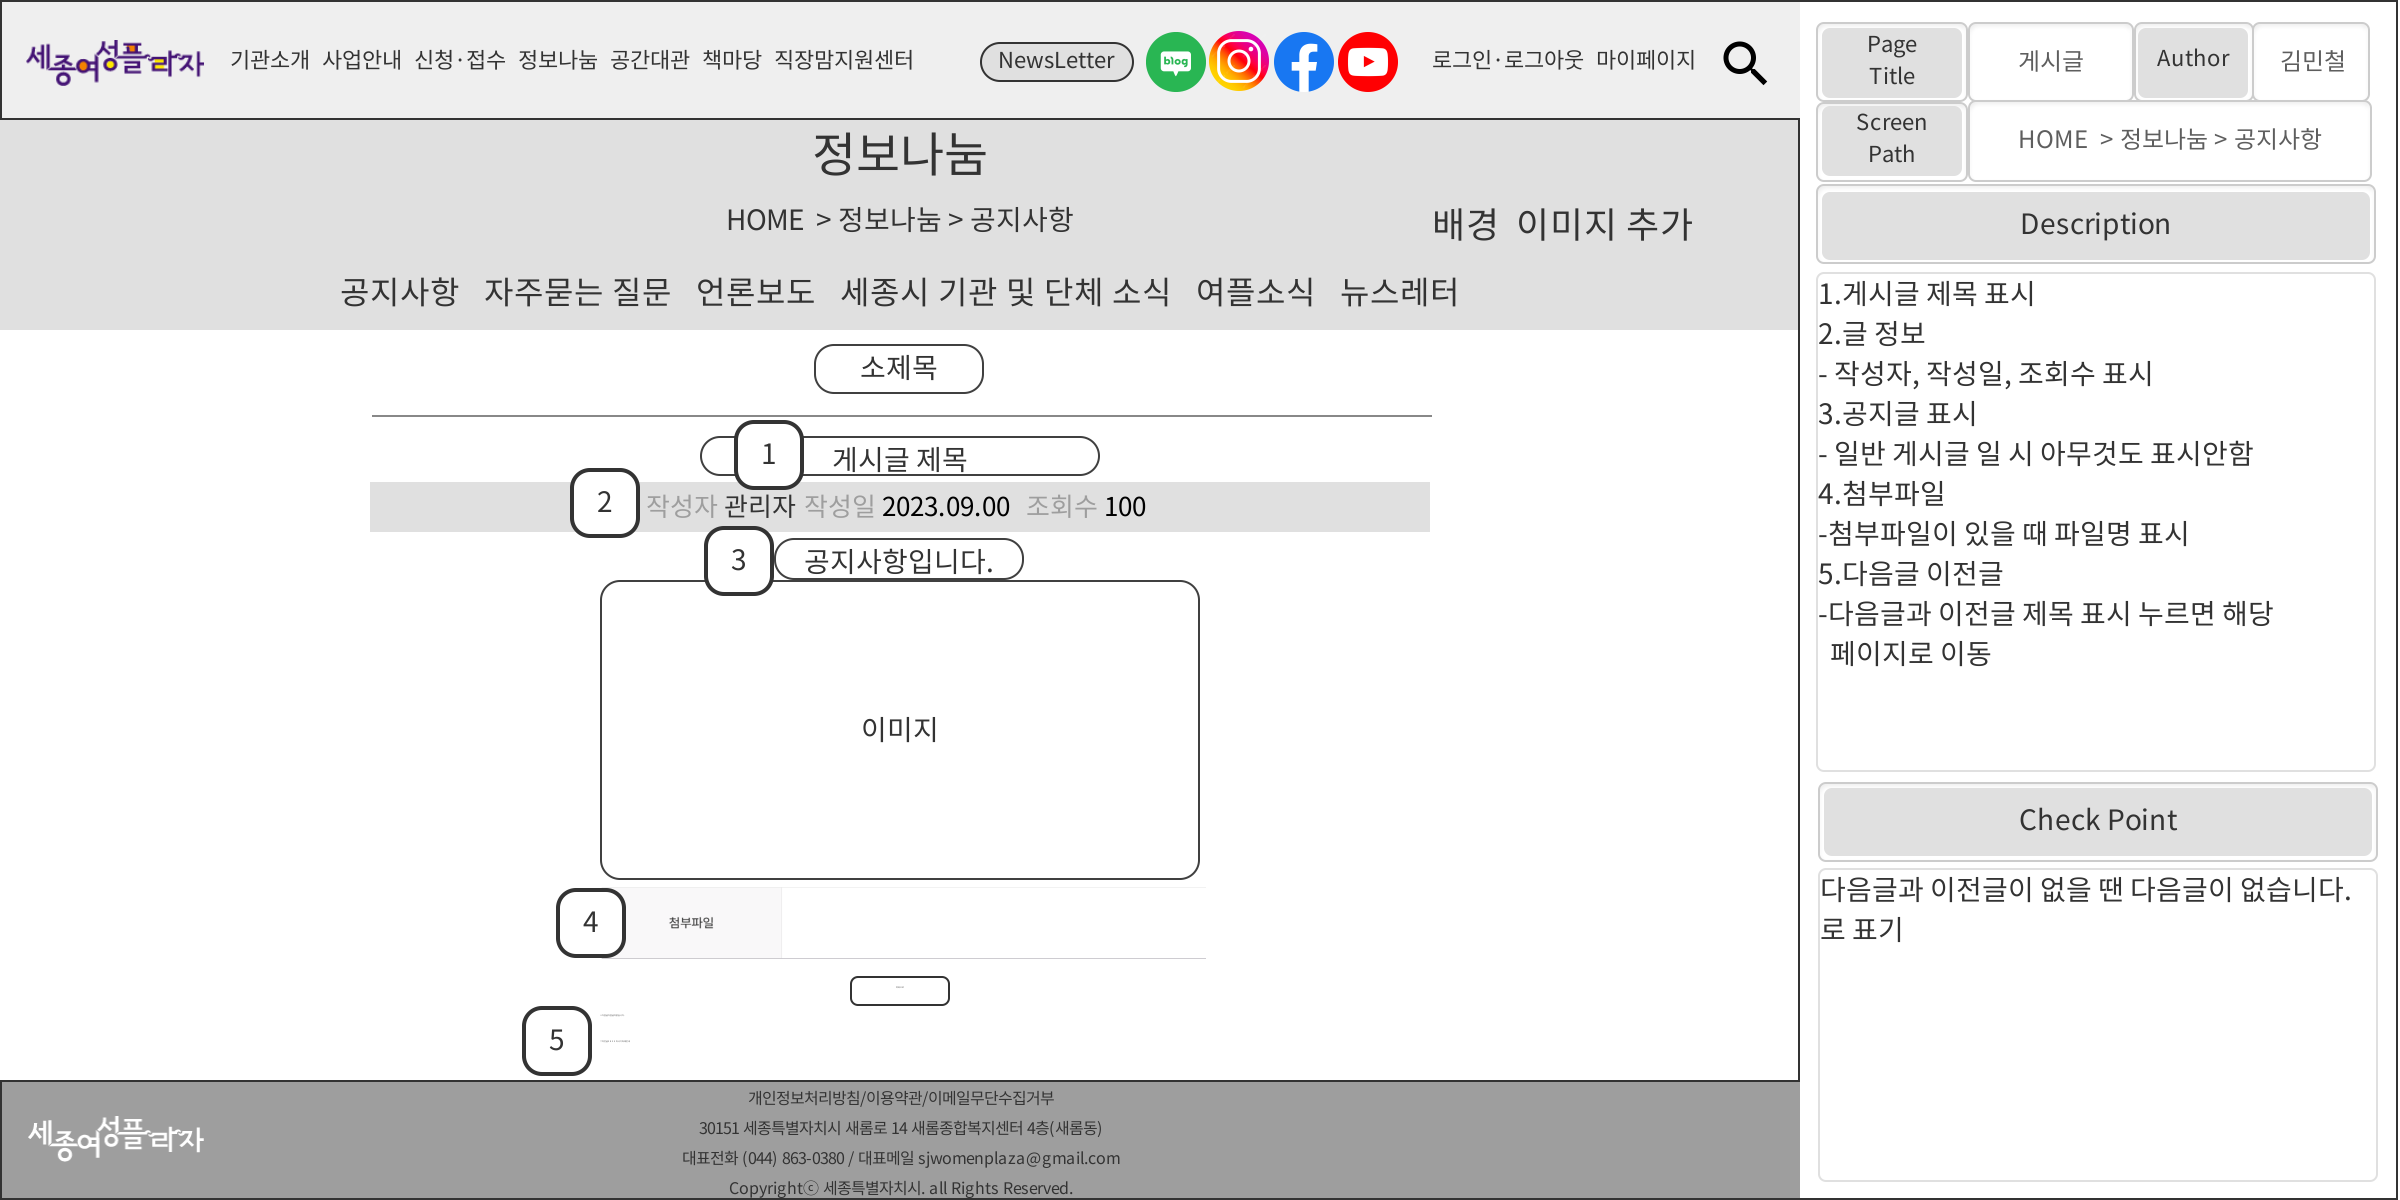 세종여성플라자 기관소개 사업안내 신청·접수 정보나눔 공간대관 책마당 직장맘지원센터 NewsLetter blog 로그인·로그아웃 마이페이지
정보나눔
HOME > 정보나눔 > 공지사항
배경 이미지 추가
공지사항 자주묻는 질문 언론보도 세종시 기관 및 단체 소식 여플소식 뉴스레터
소제목
1 게시글 제목
2 작성자 관리자 작성일 2023.09.00 조회수 100
3 공지사항입니다.
이미지
4 첨부파일
5
세종여성플라자
개인정보처리방침/이용약관/이메일무단수집거부
30151 세종특별자치시 새롬로 14 새롬종합복지센터 4층(새롬동)
대표전화 (044) 863-0380 / 대표메일 sjwomenplaza@gmail.com
Copyrightⓒ 세종특별자치시. all Rights Reserved.
Page Title 게시글 Author 김민철
Screen Path HOME > 정보나눔 > 공지사항
Description
1.게시글 제목 표시
2.글 정보
- 작성자, 작성일, 조회수 표시
3.공지글 표시
- 일반 게시글 일 시 아무것도 표시안함
4.첨부파일
-첨부파일이 있을 때 파일명 표시
5.다음글 이전글
-다음글과 이전글 제목 표시 누르면 해당
페이지로 이동
Check Point
다음글과 이전글이 없을 땐 다음글이 없습니다.
로 표기